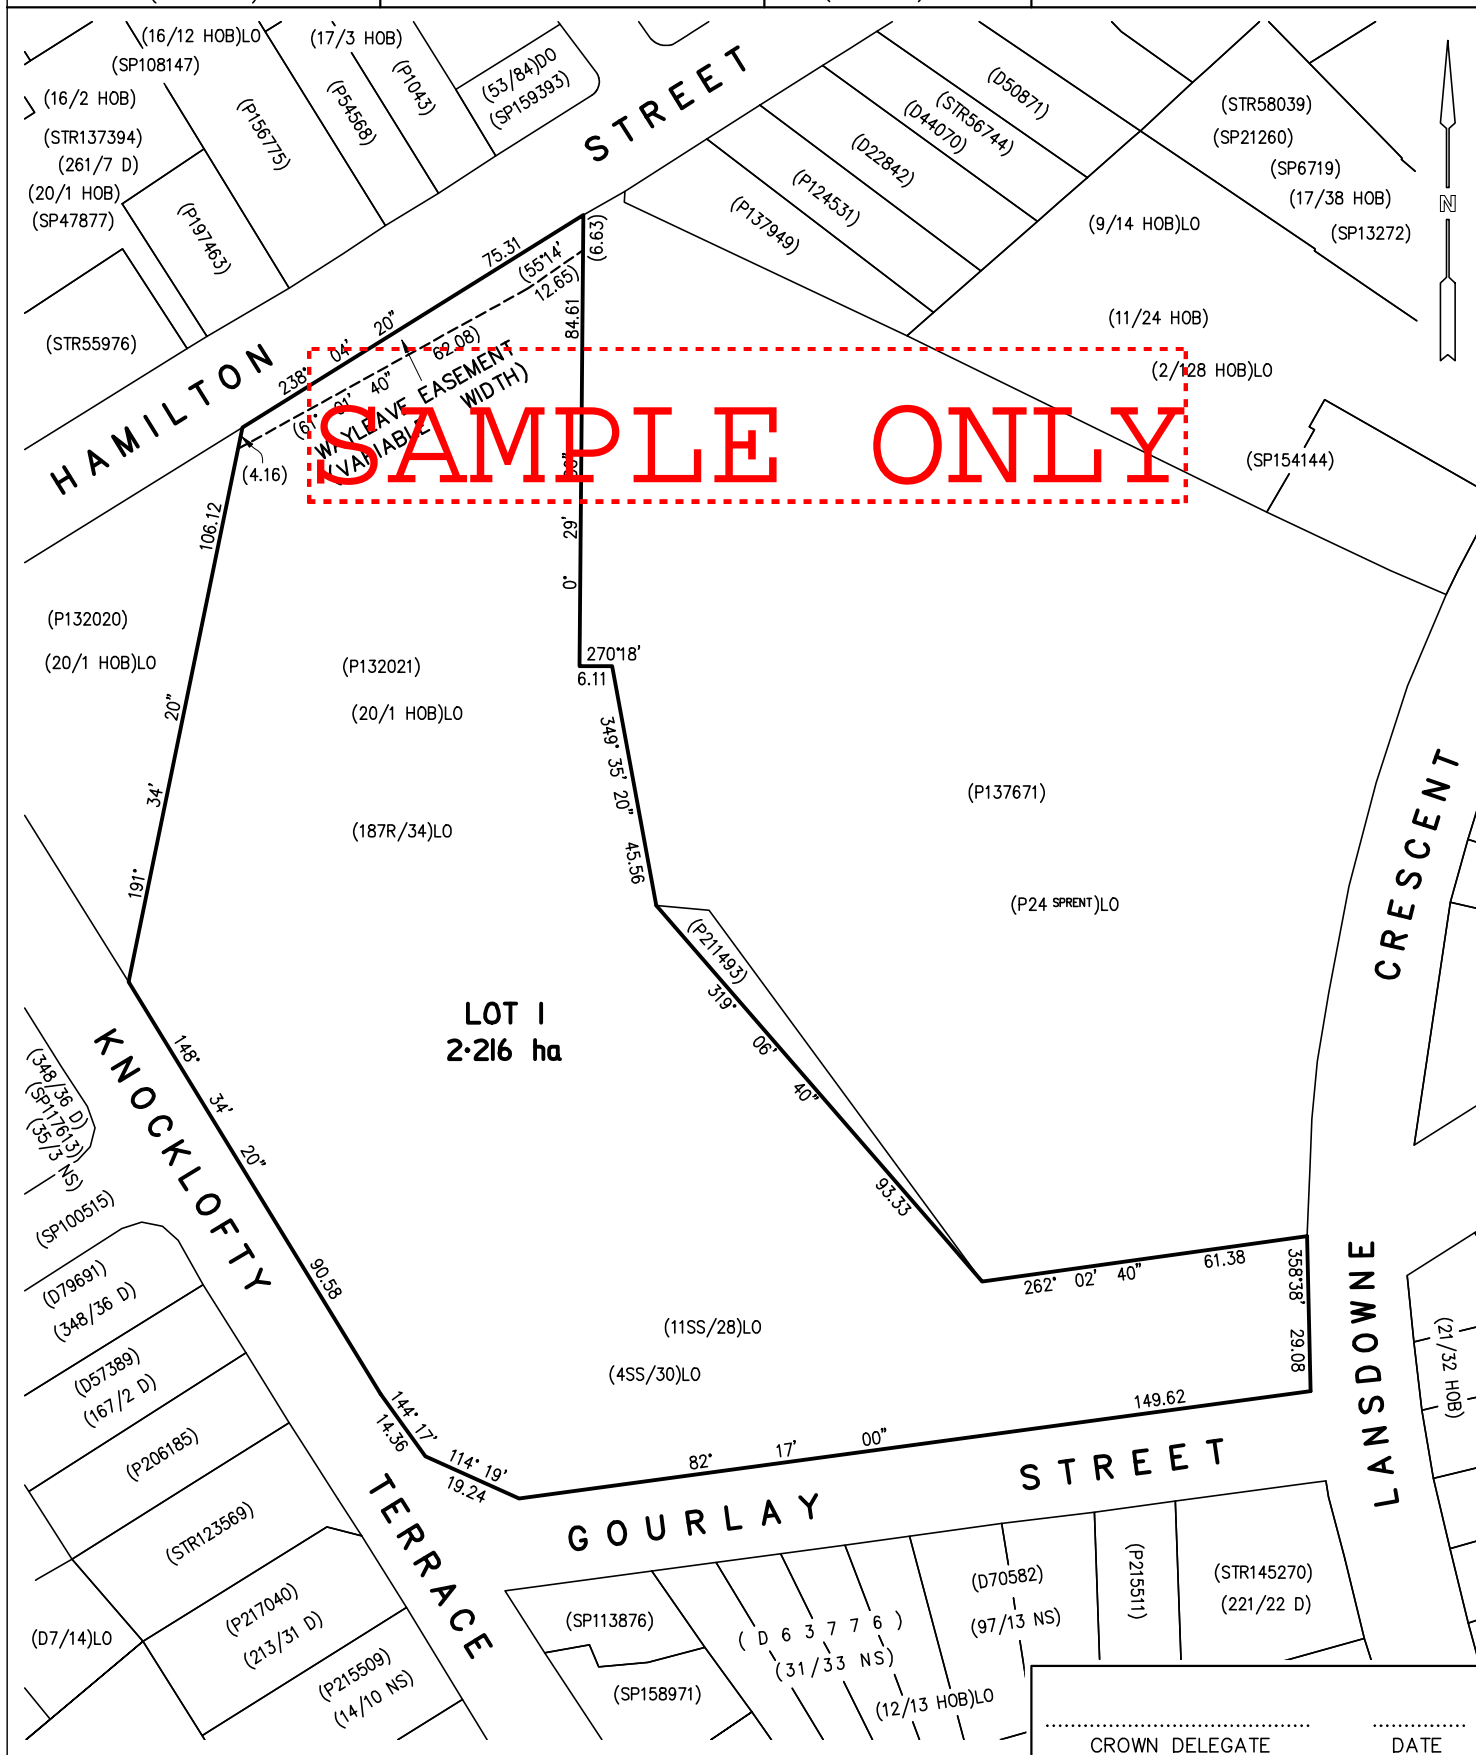 (16/12 HOB)LO
(SP108147)
(17/3 HOB)
(P1043)
(P54568)
(P156775)
(53/84)DO
(SP159393)
(16/2 HOB)
(STR137394)
(261/7 D)
(20/1 HOB)
(SP47877)
(P197463)
(STR55976)
HAMILTON STREET
(D50871)
(STR56744)
(D44070)
(D22842)
(P124531)
(P137949)
(STR58039)
(SP21260)
(SP6719)
(17/38 HOB)
(SP13272)
N
(9/14 HOB)LO
(11/24 HOB)
(2/128 HOB)LO
(SP154144)
238° 04' 20"
75.31
(55°14'
12.65)
(6.63)
84.61
(61° 01' 40"
62.08)
WAYLEAVE EASEMENT
(VARIABLE WIDTH)
(4.16)
SAMPLE ONLY
0° 29'
106.12
191° 34' 20"
(P132020)
(20/1 HOB)LO
(P132021)
(20/1 HOB)LO
(187R/34)LO
270°18'
6.11
349° 35' 20"
45.56
(P137671)
(P24 SPRENT)LO
(P211493)
319° 06' 40"
93.33
LOT 1
2·216 ha
LANSDOWNE CRESCENT
KNOCKLOFTY TERRACE
148° 34' 20"
90.58
(348/36 D)
(SP117613)
(35/3 NS)
(SP100515)
(D79691)
(348/36 D)
(D57389)
(167/2 D)
(P206185)
(STR123569)
(P217040)
(213/31 D)
(P215509)
(14/10 NS)
(D7/14)LO
144° 17'
14.36
114° 19'
19.24
(11SS/28)LO
(4SS/30)LO
262° 02' 40"
61.38
358°38'
29.08
82° 17' 00"
149.62
GOURLAY STREET
(21/32 HOB)
(SP113876)
(SP158971)
(D63776)
(31/33 NS)
(12/13 HOB)LO
(D70582)
(97/13 NS)
(P215511)
(STR145270)
(221/22 D)
CROWN DELEGATE
DATE